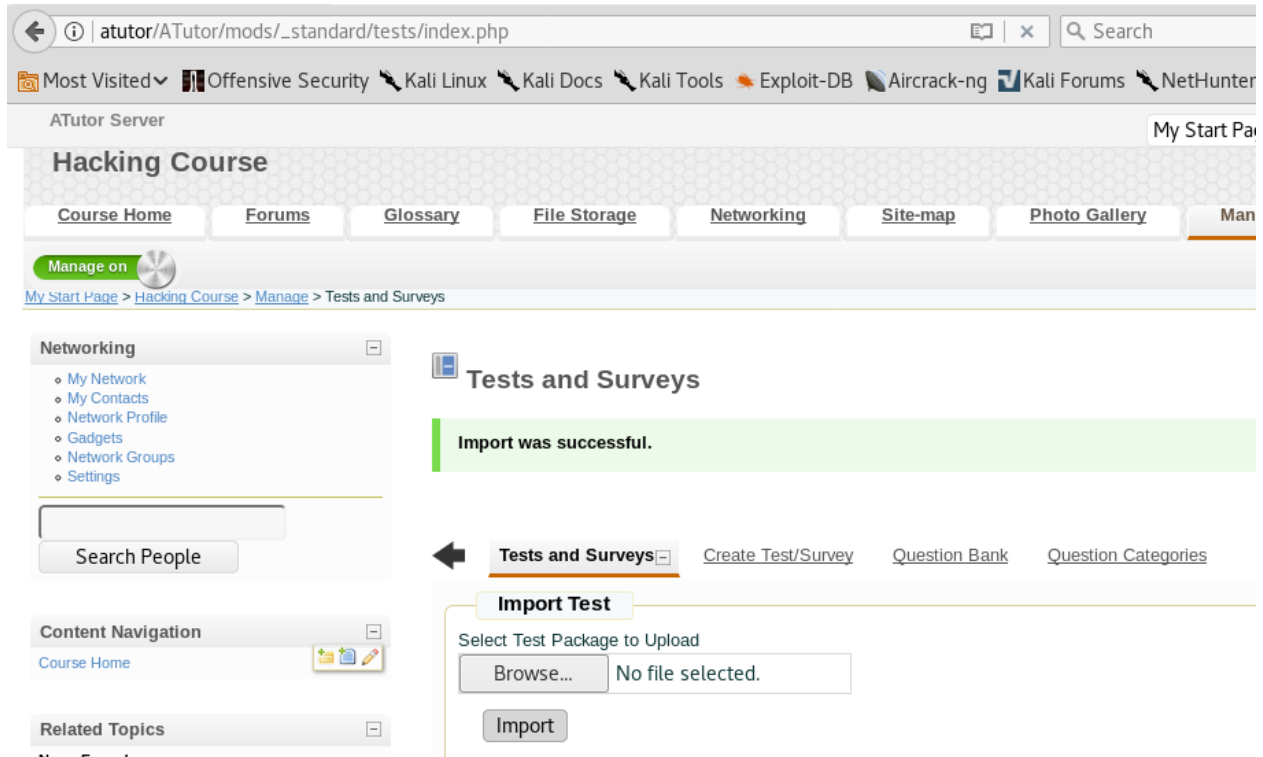 atutor/ATutor/mods/_standard/tests/index.php
Search
Most Visited Offensive Security Kali Linux Kali Docs Kali Tools Exploit-DB Aircrack-ng Kali Forums NetHunter
ATutor Server
My Start Pa
Hacking Course
Course Home Forums Glossary File Storage Networking Site-map Photo Gallery Man
Manage on
My Start Page > Hacking Course > Manage > Tests and Surveys
Networking
My Network
My Contacts
Network Profile
Gadgets
Network Groups
Settings
Search People
Content Navigation
Course Home
Related Topics
Tests and Surveys
Import was successful.
Tests and Surveys Create Test/Survey Question Bank Question Categories
Import Test
Select Test Package to Upload
Browse... No file selected.
Import